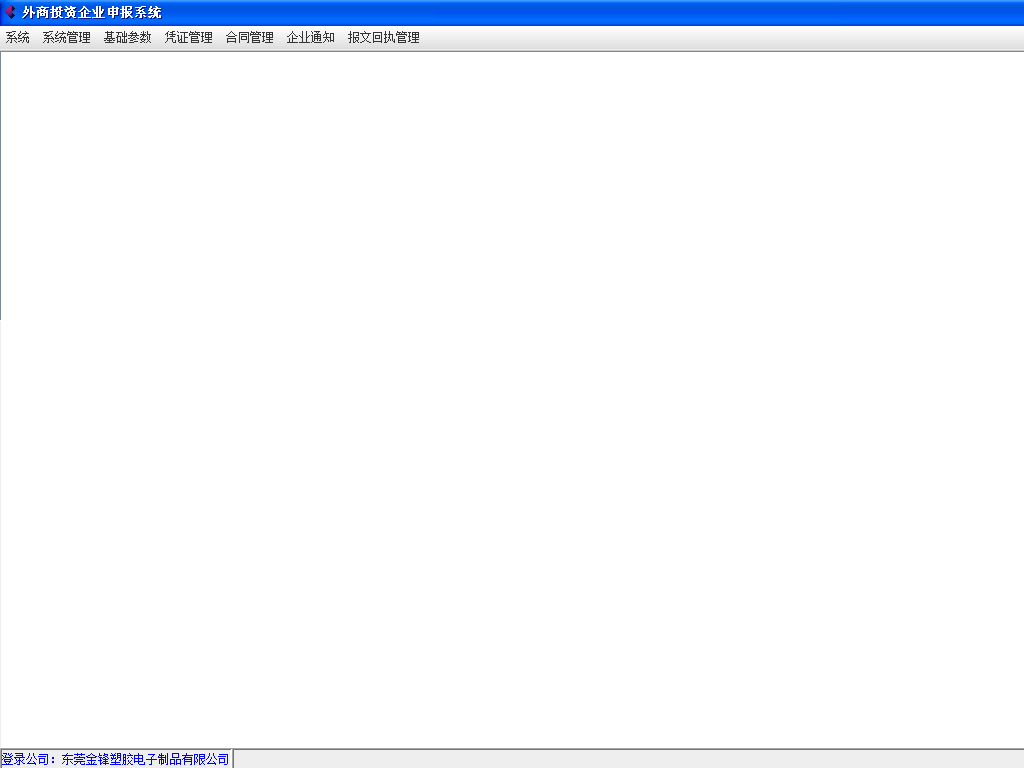 外商投资企业申报系统
系统 系统管理 基础参数 凭证管理 合同管理 企业通知 报文回执管理
登录公司：东莞金锋塑胶电子制品有限公司